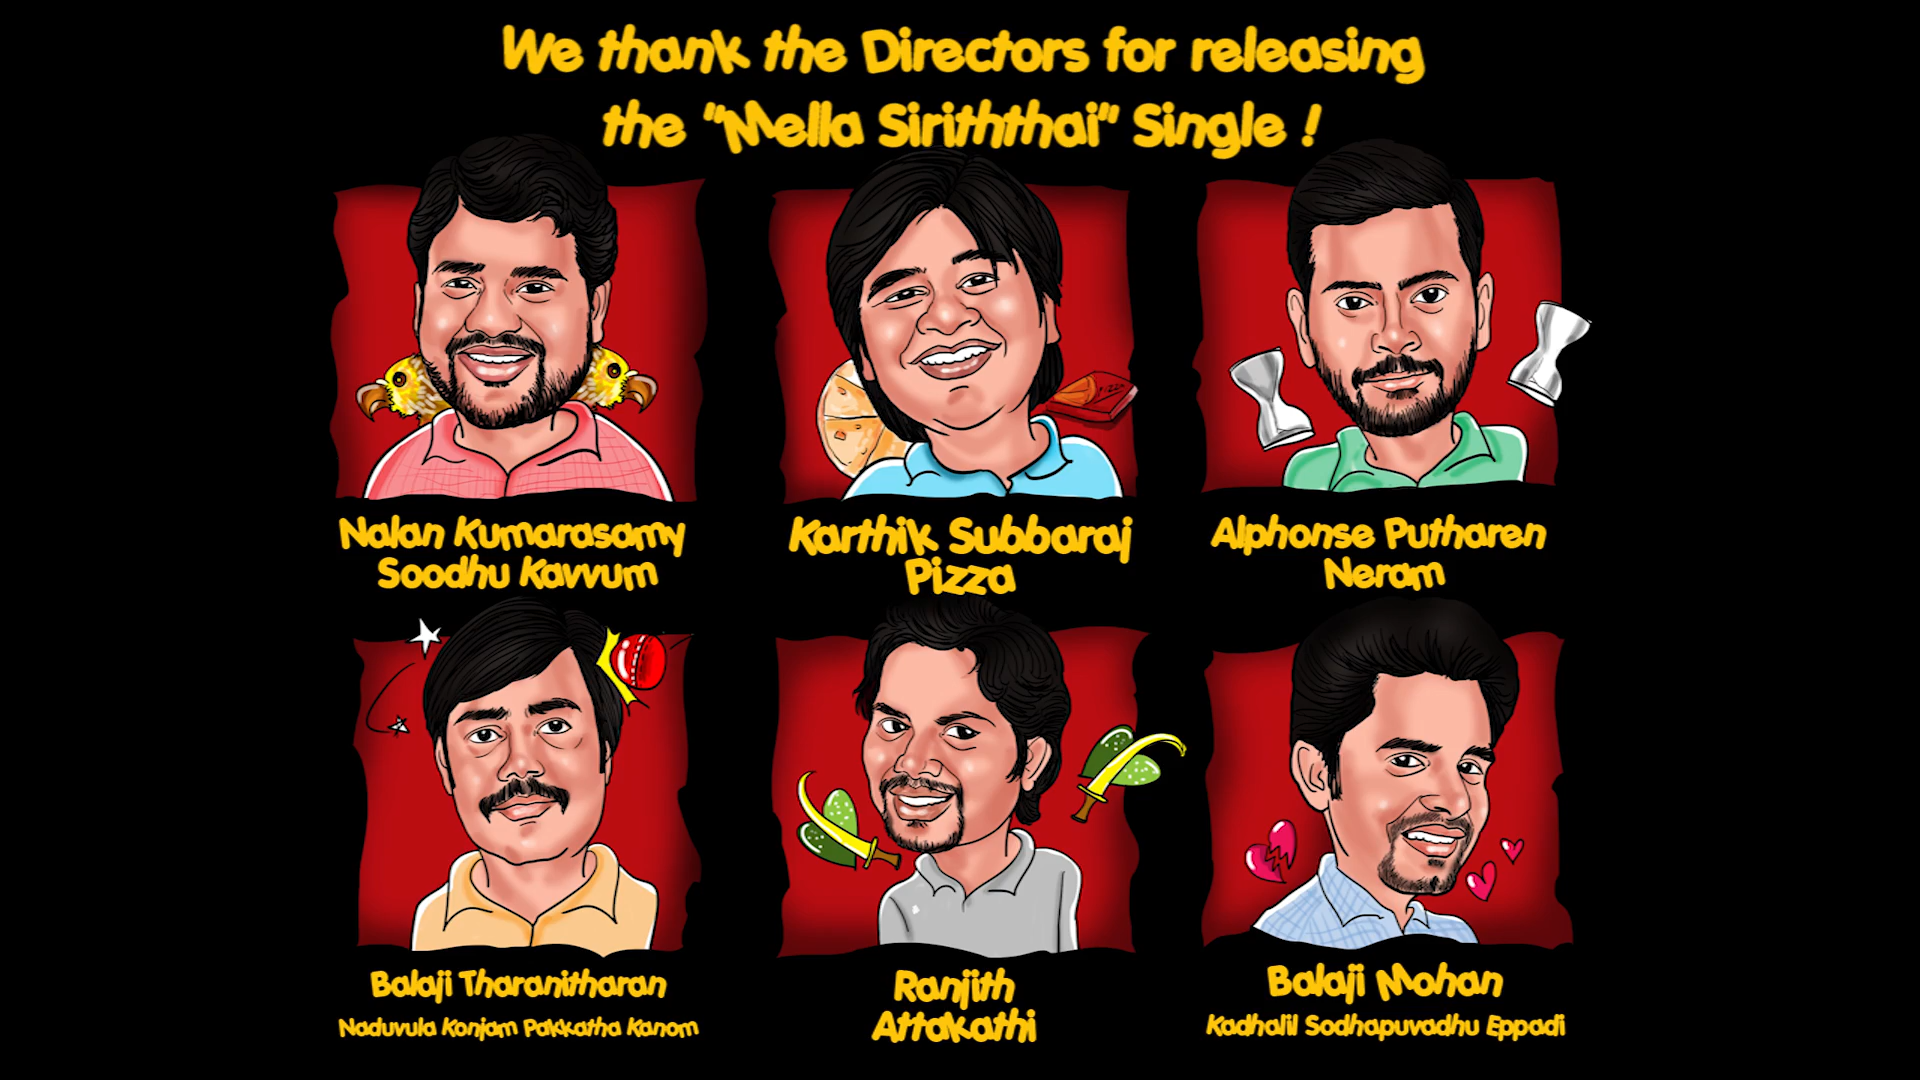 We thank the Directors for releasing
the "Mella Siriththai" Single !
Nalan Kumarasamy
Soodhu Kavvum
Karthik Subbaraj
Pizza
PIZZA
Alphonse Putharen
Neram
Balaji Tharanitharan
Naduvula Konjam Pakkatha Kanom
Ranjith
Attakathi
Balaji Mohan
Kadhalil Sodhapuvadhu Eppadi